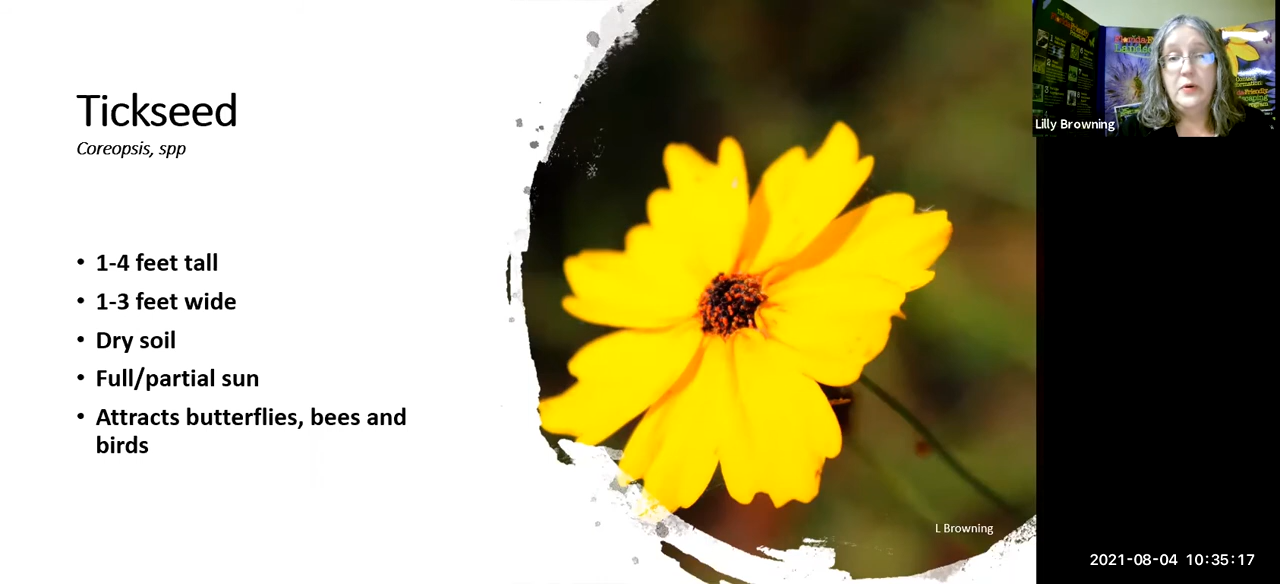 Tickseed
Coreopsis, spp
• 1-4 feet tall
• 1-3 feet wide
• Dry soil
• Full/partial sun
• Attracts butterflies, bees and
birds
L Browning
Lilly Browning
2021-08-04 10:35:17